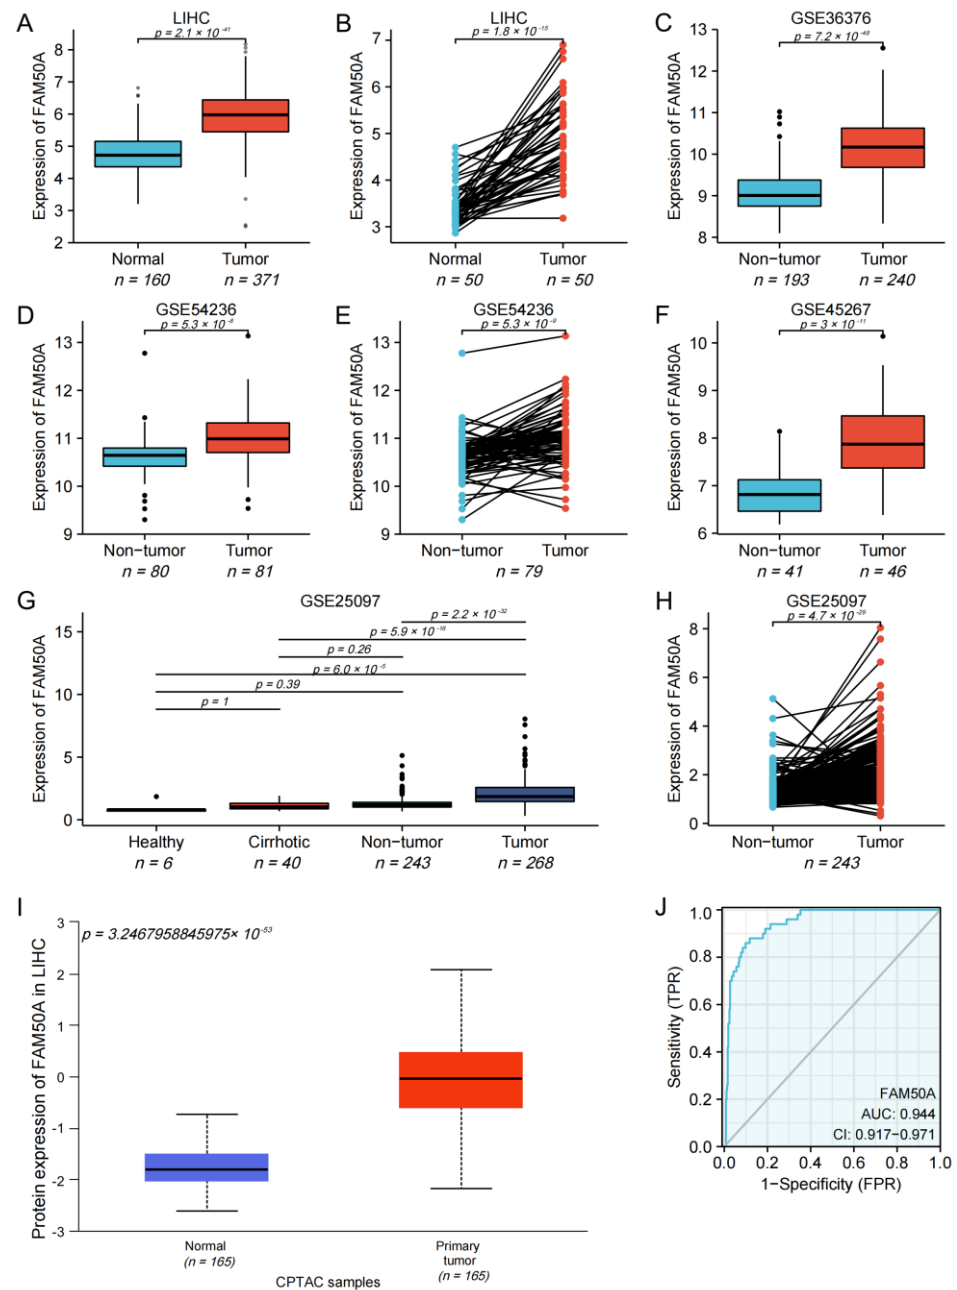 A
LIHC
p = 2.1 × 10 -41
Expression of FAM50A
8
7
6
5
4
3
2
Normal
Tumor
n = 160
n = 371
B
LIHC
p = 1.8 × 10 -15
Expression of FAM50A
7
6
5
4
3
Normal
Tumor
n = 50
n = 50
C
GSE36376
p = 7.2 × 10 -48
Expression of FAM50A
13
12
11
10
9
8
Non-tumor
Tumor
n = 193
n = 240
D
GSE54236
p = 5.3 × 10 -8
Expression of FAM50A
13
12
11
10
9
Non-tumor
Tumor
n = 80
n = 81
E
GSE54236
p = 5.3 × 10 -9
Expression of FAM50A
13
12
11
10
9
Non-tumor
Tumor
n = 79
F
GSE45267
p = 3 × 10 -11
Expression of FAM50A
10
9
8
7
6
Non-tumor
Tumor
n = 41
n = 46
G
GSE25097
p = 2.2 × 10 -32
p = 5.9 × 10 -18
p = 0.26
p = 6.0 × 10 -5
p = 0.39
p = 1
Expression of FAM50A
15
10
5
0
Healthy
Cirrhotic
Non-tumor
Tumor
n = 6
n = 40
n = 243
n = 268
H
GSE25097
p = 4.7 × 10 -29
Expression of FAM50A
8
6
4
2
0
Non-tumor
Tumor
n = 243
I
p = 3.2467958845975× 10 -53
Protein expression of FAM50A in LIHC
3
2
1
0
-1
-2
-3
Normal
(n = 165)
Primary
tumor
(n = 165)
CPTAC samples
J
Sensitivity (TPR)
1.0
0.8
0.6
0.4
0.2
0.0
FAM50A
AUC: 0.944
CI: 0.917−0.971
0.0 0.2 0.4 0.6 0.8 1.0
1−Specificity (FPR)